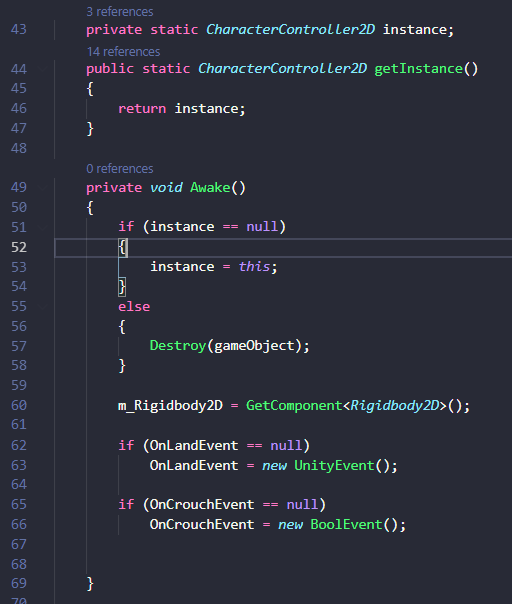 3 references
43 private static CharacterController2D instance;
14 references
44 public static CharacterController2D getInstance()
45 {
46 return instance;
47 }
48
0 references
49 private void Awake()
50 {
51 if (instance == null)
52 {
53 instance = this;
54 }
55 else
56 {
57 Destroy(gameObject);
58 }
59
60 m_Rigidbody2D = GetComponent<Rigidbody2D>();
61
62 if (OnLandEvent == null)
63 OnLandEvent = new UnityEvent();
64
65 if (OnCrouchEvent == null)
66 OnCrouchEvent = new BoolEvent();
67
68
69 }
70